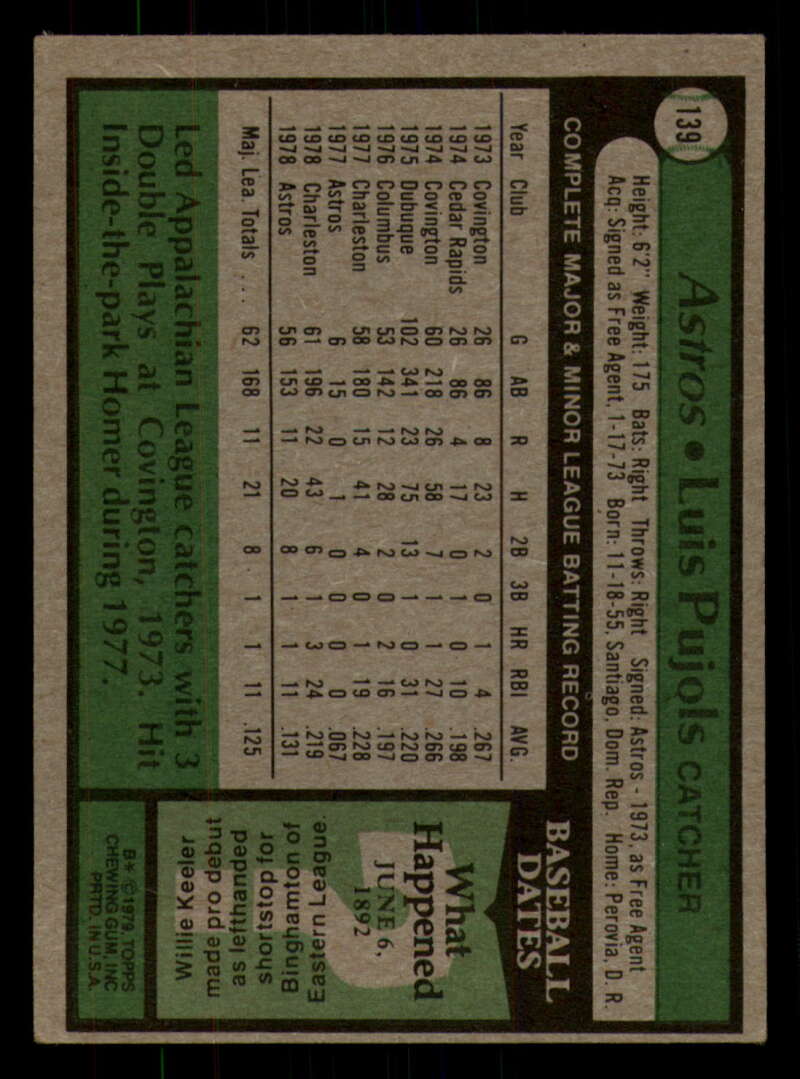 139
Astros • Luis Pujols CATCHER
Height: 6'2" Weight: 175 Bats: Right Throws: Right Signed: Astros - 1973, as Free Agent
Acq: Signed as Free Agent, 1-17-73 Born: 11-18-55, Santiago, Dom. Rep. Home: Perovia, D. R.
COMPLETE MAJOR & MINOR LEAGUE BATTING RECORD
Year Club G AB R H 2B 3B HR RBI AVG.
1973 Covington 26 86 8 23 2 0 1 4 .267
1974 Cedar Rapids 26 86 4 17 0 1 0 10 .198
1974 Covington 60 218 26 58 7 1 1 27 .266
1975 Dubuque 102 341 23 75 13 1 0 31 .220
1976 Columbus 53 142 12 28 2 0 2 16 .197
1977 Charleston 58 180 15 41 4 0 1 19 .228
1977 Astros 6 15 0 1 0 0 0 0 .067
1978 Charleston 61 196 22 43 6 1 3 24 .219
1978 Astros 56 153 11 20 8 1 1 11 .131
Maj. Lea. Totals . . . 62 168 11 21 8 1 1 11 .125
Led Appalachian League catchers with 3
Double Plays at Covington, 1973. Hit
Inside-the-park Homer during 1977.
BASEBALL
DATES
What
Happened
JUNE 6,
1892
Willie Keeler
made pro debut
as lefthanded
shortstop for
Binghamton of
Eastern League.
B* © 1979, TOPPS
CHEWING GUM, INC
PRTD. IN U.S.A.